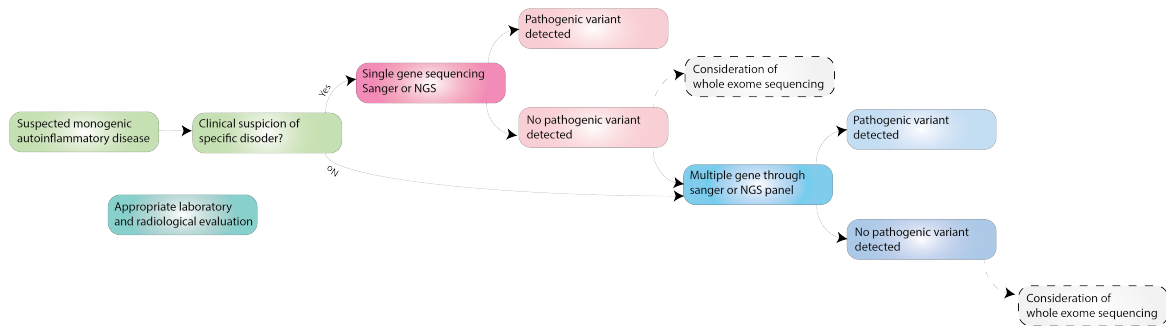 Pathogenic variant
detected
Single gene sequencing
Sanger or NGS
Consideration of
whole exome sequencing
Yes
Suspected monogenic
autoinflammatory disease
Clinical suspicion of
specific disoder?
No pathogenic variant
detected
Pathogenic variant
detected
No
Multiple gene through
sanger or NGS panel
Appropriate laboratory
and radiological evaluation
No pathogenic variant
detected
Consideration of
whole exome sequencing